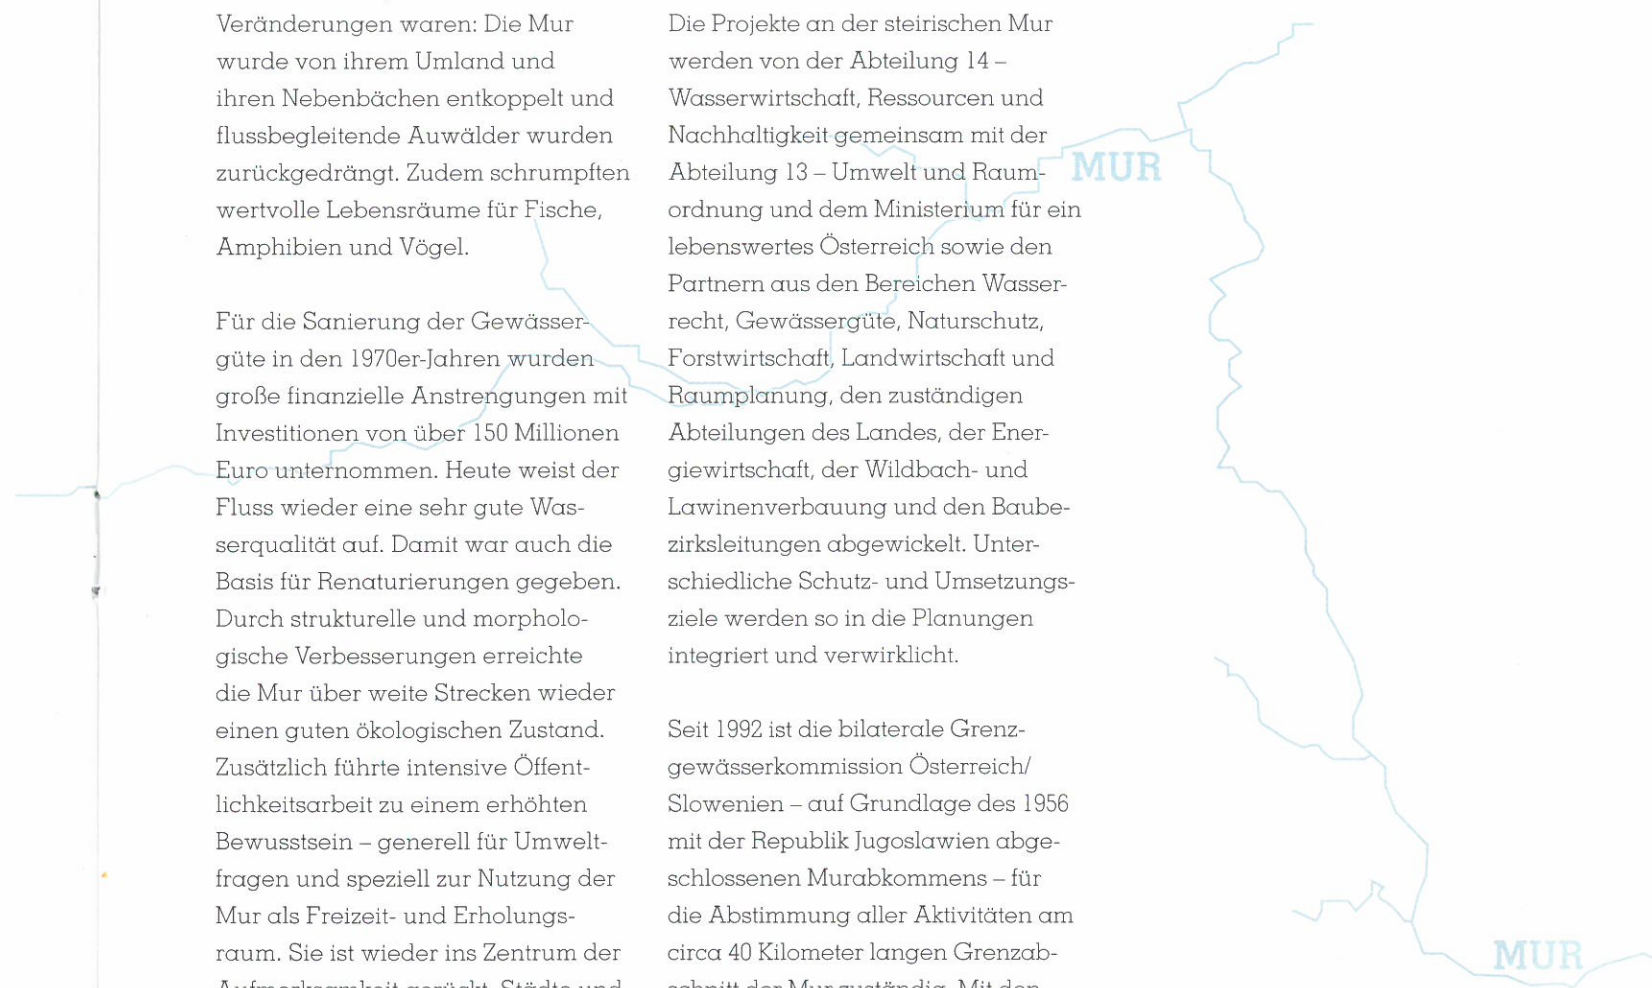 Veränderungen waren: Die Mur
wurde von ihrem Umland und
ihren Nebenbächen entkoppelt und
flussbegleitende Auwälder wurden
zurückgedrängt. Zudem schrumpften
wertvolle Lebensräume für Fische,
Amphibien und Vögel.
Für die Sanierung der Gewässer-
güte in den 1970er-Jahren wurden
große finanzielle Anstrengungen mit
Investitionen von über 150 Millionen
Euro unternommen. Heute weist der
Fluss wieder eine sehr gute Was-
serqualität auf. Damit war auch die
Basis für Renaturierungen gegeben.
Durch strukturelle und morpholo-
gische Verbesserungen erreichte
die Mur über weite Strecken wieder
einen guten ökologischen Zustand.
Zusätzlich führte intensive Öffent-
lichkeitsarbeit zu einem erhöhten
Bewusstsein – generell für Umwelt-
fragen und speziell zur Nutzung der
Mur als Freizeit- und Erholungs-
raum. Sie ist wieder ins Zentrum der
Aufmerksamkeit gerückt. Städte und
Die Projekte an der steirischen Mur
werden von der Abteilung 14 –
Wasserwirtschaft, Ressourcen und
Nachhaltigkeit gemeinsam mit der
Abteilung 13 – Umwelt und Raum-
ordnung und dem Ministerium für ein
lebenswertes Österreich sowie den
Partnern aus den Bereichen Wasser-
recht, Gewässergüte, Naturschutz,
Forstwirtschaft, Landwirtschaft und
Raumplanung, den zuständigen
Abteilungen des Landes, der Ener-
giewirtschaft, der Wildbach- und
Lawinenverbauung und den Baube-
zirksleitungen abgewickelt. Unter-
schiedliche Schutz- und Umsetzungs-
ziele werden so in die Planungen
integriert und verwirklicht.
Seit 1992 ist die bilaterale Grenz-
gewässerkommission Österreich/
Slowenien – auf Grundlage des 1956
mit der Republik Jugoslawien abge-
schlossenen Murabkommens – für
die Abstimmung aller Aktivitäten am
circa 40 Kilometer langen Grenzab-
schnitt der Mur zuständig. Mit den
MUR
MUR